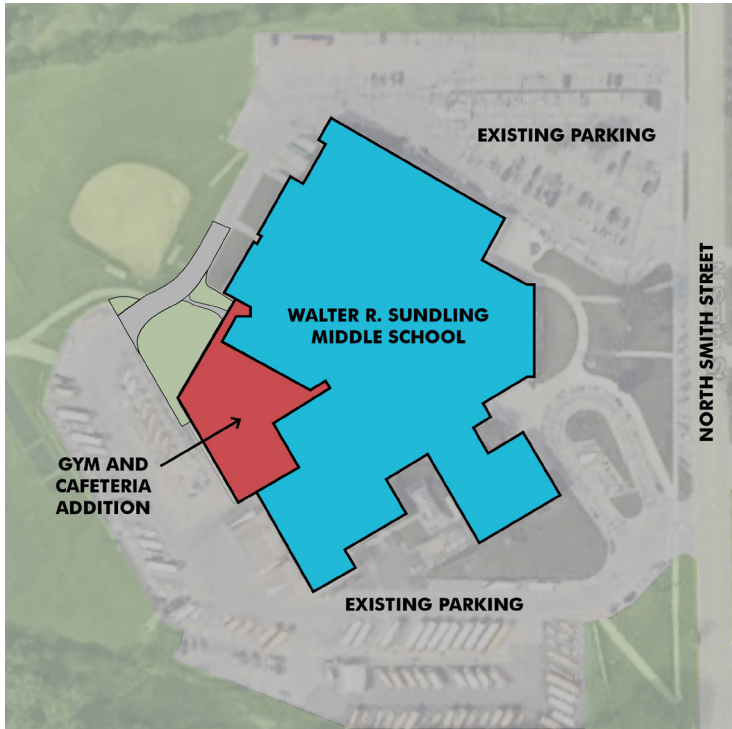 EXISTING PARKING
NORTH SMITH STREET
WALTER R. SUNDLING
MIDDLE SCHOOL
GYM AND
CAFETERIA
ADDITION
EXISTING PARKING